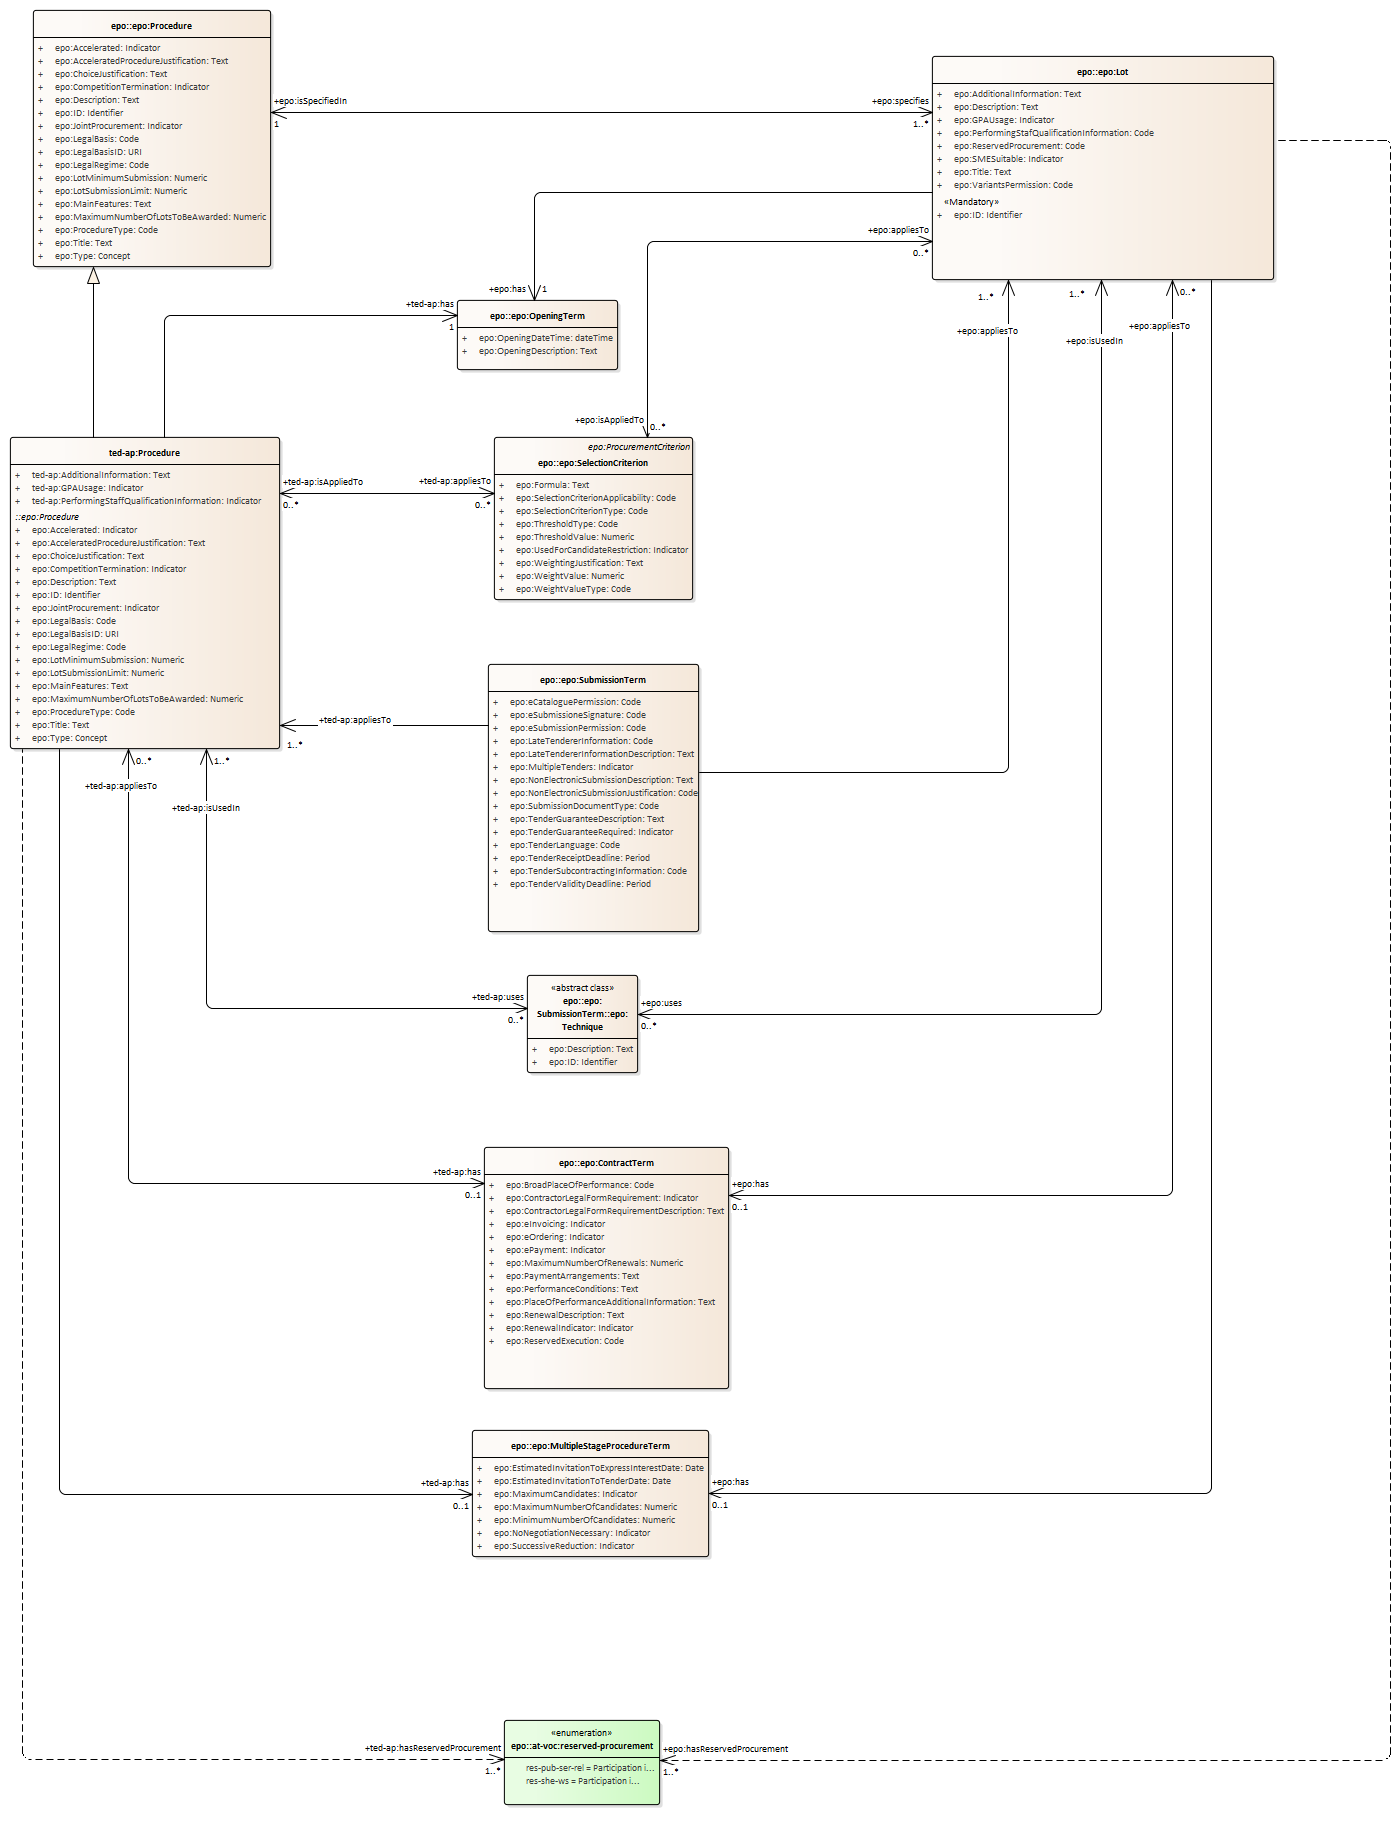 epo::epo:Procedure
+ epo:Accelerated: Indicator
+ epo:AcceleratedProcedureJustification: Text
+ epo:ChoiceJustification: Text
+ epo:CompetitionTermination: Indicator
+ epo:Description: Text
+ epo:ID: Identifier
+ epo:JointProcurement: Indicator
+ epo:LegalBasis: Code
+ epo:LegalBasisID: URI
+ epo:LegalRegime: Code
+ epo:LotMinimumSubmission: Numeric
+ epo:LotSubmissionLimit: Numeric
+ epo:MainFeatures: Text
+ epo:MaximumNumberOfLotsToBeAwarded: Numeric
+ epo:ProcedureType: Code
+ epo:Title: Text
+ epo:Type: Concept
+epo:isSpecifiedIn
1
+epo:specifies
1..*
epo::epo:Lot
+ epo:AdditionalInformation: Text
+ epo:Description: Text
+ epo:GPAUsage: Indicator
+ epo:PerformingStafQualificationInformation: Code
+ epo:ReservedProcurement: Code
+ epo:SMESuitable: Indicator
+ epo:Title: Text
+ epo:VariantsPermission: Code
«Mandatory»
+ epo:ID: Identifier
+epo:appliesTo
0..*
+epo:has
1
+ted-ap:has
1
epo::epo:OpeningTerm
+ epo:OpeningDateTime: dateTime
+ epo:OpeningDescription: Text
1..*
+epo:appliesTo
1..*
+epo:isUsedIn
0..*
+epo:appliesTo
+epo:isAppliedTo
0..*
ted-ap:Procedure
+ ted-ap:AdditionalInformation: Text
+ ted-ap:GPAUsage: Indicator
+ ted-ap:PerformingStaffQualificationInformation: Indicator
::epo:Procedure
+ epo:Accelerated: Indicator
+ epo:AcceleratedProcedureJustification: Text
+ epo:ChoiceJustification: Text
+ epo:CompetitionTermination: Indicator
+ epo:Description: Text
+ epo:ID: Identifier
+ epo:JointProcurement: Indicator
+ epo:LegalBasis: Code
+ epo:LegalBasisID: URI
+ epo:LegalRegime: Code
+ epo:LotMinimumSubmission: Numeric
+ epo:LotSubmissionLimit: Numeric
+ epo:MainFeatures: Text
+ epo:MaximumNumberOfLotsToBeAwarded: Numeric
+ epo:ProcedureType: Code
+ epo:Title: Text
+ epo:Type: Concept
+ted-ap:isAppliedTo
0..*
+ted-ap:appliesTo
0..*
epo:ProcurementCriterion
epo::epo:SelectionCriterion
+ epo:Formula: Text
+ epo:SelectionCriterionApplicability: Code
+ epo:SelectionCriterionType: Code
+ epo:ThresholdType: Code
+ epo:ThresholdValue: Numeric
+ epo:UsedForCandidateRestriction: Indicator
+ epo:WeightingJustification: Text
+ epo:WeightValue: Numeric
+ epo:WeightValueType: Code
epo::epo:SubmissionTerm
+ epo:eCataloguePermission: Code
+ epo:eSubmissioneSignature: Code
+ epo:eSubmissionPermission: Code
+ epo:LateTendererInformation: Code
+ epo:LateTendererInformationDescription: Text
+ epo:MultipleTenders: Indicator
+ epo:NonElectronicSubmissionDescription: Text
+ epo:NonElectronicSubmissionJustification: Code
+ epo:SubmissionDocumentType: Code
+ epo:TenderGuaranteeDescription: Text
+ epo:TenderGuaranteeRequired: Indicator
+ epo:TenderLanguage: Code
+ epo:TenderReceiptDeadline: Period
+ epo:TenderSubcontractingInformation: Code
+ epo:TenderValidityDeadline: Period
+ted-ap:appliesTo
1..*
0..*
+ted-ap:appliesTo
1..*
+ted-ap:isUsedIn
+ted-ap:uses
0..*
«abstract class»
epo::epo:
SubmissionTerm::epo:
Technique
+ epo:Description: Text
+ epo:ID: Identifier
+epo:uses
0..*
+ted-ap:has
0..1
epo::epo:ContractTerm
+ epo:BroadPlaceOfPerformance: Code
+ epo:ContractorLegalFormRequirement: Indicator
+ epo:ContractorLegalFormRequirementDescription: Text
+ epo:eInvoicing: Indicator
+ epo:eOrdering: Indicator
+ epo:ePayment: Indicator
+ epo:MaximumNumberOfRenewals: Numeric
+ epo:PaymentArrangements: Text
+ epo:PerformanceConditions: Text
+ epo:PlaceOfPerformanceAdditionalInformation: Text
+ epo:RenewalDescription: Text
+ epo:RenewalIndicator: Indicator
+ epo:ReservedExecution: Code
+epo:has
0..1
+ted-ap:has
0..1
epo::epo:MultipleStageProcedureTerm
+ epo:EstimatedInvitationToExpressInterestDate: Date
+ epo:EstimatedInvitationToTenderDate: Date
+ epo:MaximumCandidates: Indicator
+ epo:MaximumNumberOfCandidates: Numeric
+ epo:MinimumNumberOfCandidates: Numeric
+ epo:NoNegotiationNecessary: Indicator
+ epo:SuccessiveReduction: Indicator
+epo:has
0..1
+ted-ap:hasReservedProcurement
1..*
«enumeration»
epo::at-voc:reserved-procurement
res-pub-ser-rel = Participation i...
res-she-ws = Participation i...
+epo:hasReservedProcurement
1..*